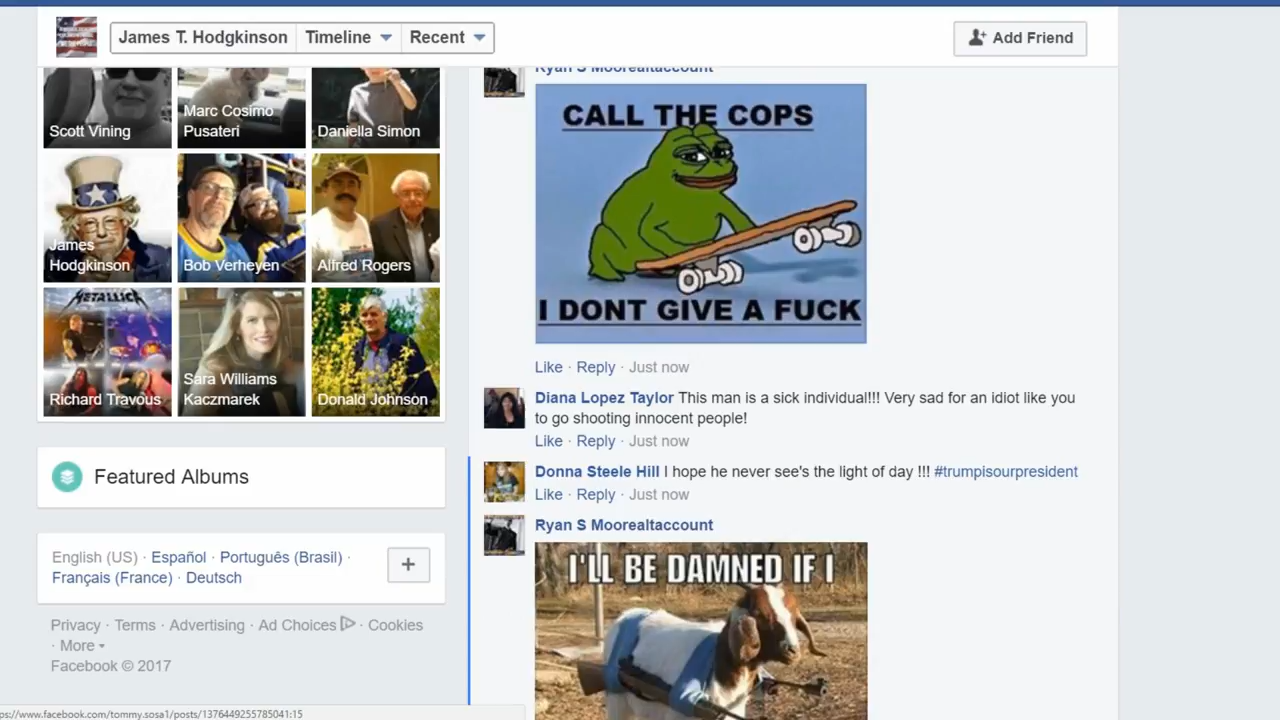 James T. Hodgkinson
Timeline
Recent
Add Friend
Scott Vining
Marc Cosimo
Pusateri
Daniella Simon
James
Hodgkinson
Bob Verheyen
Alfred Rogers
METALLICA
Richard Travous
Sara Williams
Kaczmarek
Donald Johnson
Featured Albums
English (US) · Español · Português (Brasil) ·
Français (France) · Deutsch
+
Privacy · Terms · Advertising · Ad Choices · Cookies
· More
Facebook © 2017
ps://www.facebook.com/tommy.sosa1/posts/1376449255785041:15
Ryan S Moorealtaccount
CALL THE COPS
I DONT GIVE A FUCK
Like · Reply · Just now
Diana Lopez Taylor This man is a sick individual!!! Very sad for an idiot like you
to go shooting innocent people!
Like · Reply · Just now
Donna Steele Hill I hope he never see's the light of day !!! #trumpisourpresident
Like · Reply · Just now
Ryan S Moorealtaccount
I'LL BE DAMNED IF I